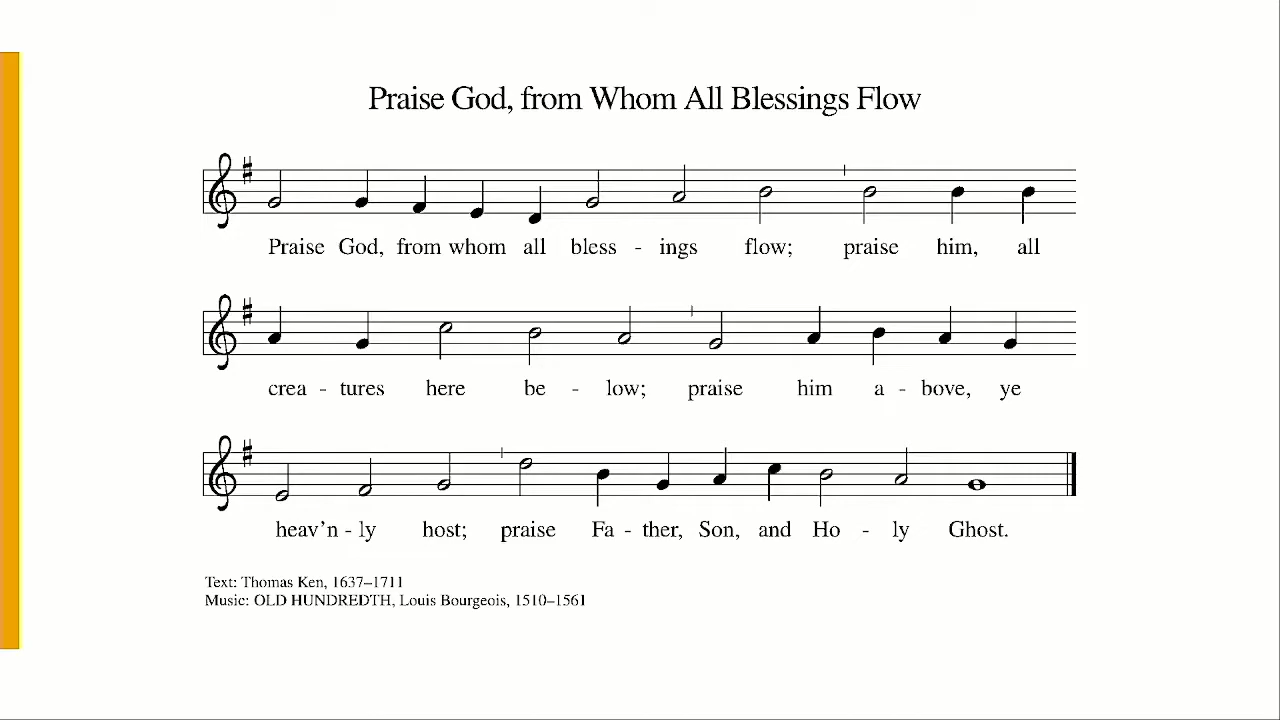 Praise God, from Whom All Blessings Flow
Praise God, from whom all bless - ings flow; praise him, all
crea - tures here be - low; praise him a - bove, ye
heav’n - ly host; praise Fa - ther, Son, and Ho - ly Ghost.
Text: Thomas Ken, 1637–1711
Music: OLD HUNDREDTH, Louis Bourgeois, 1510–1561